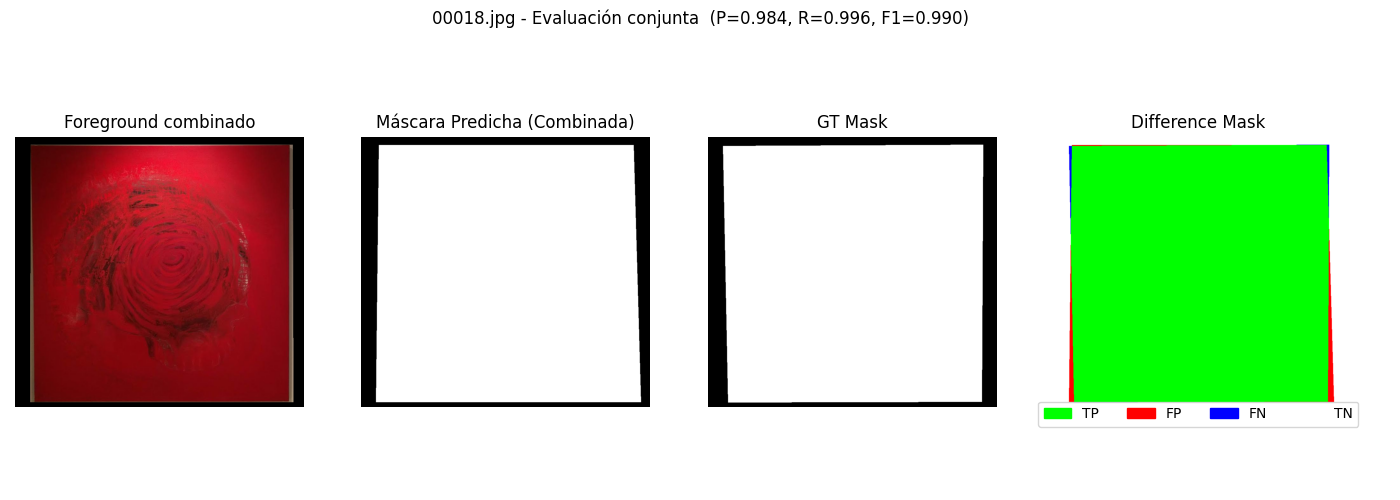 00018.jpg - Evaluación conjunta  (P=0.984, R=0.996, F1=0.990)
Foreground combinado
Máscara Predicha (Combinada)
GT Mask
Difference Mask
TP
FP
FN
TN